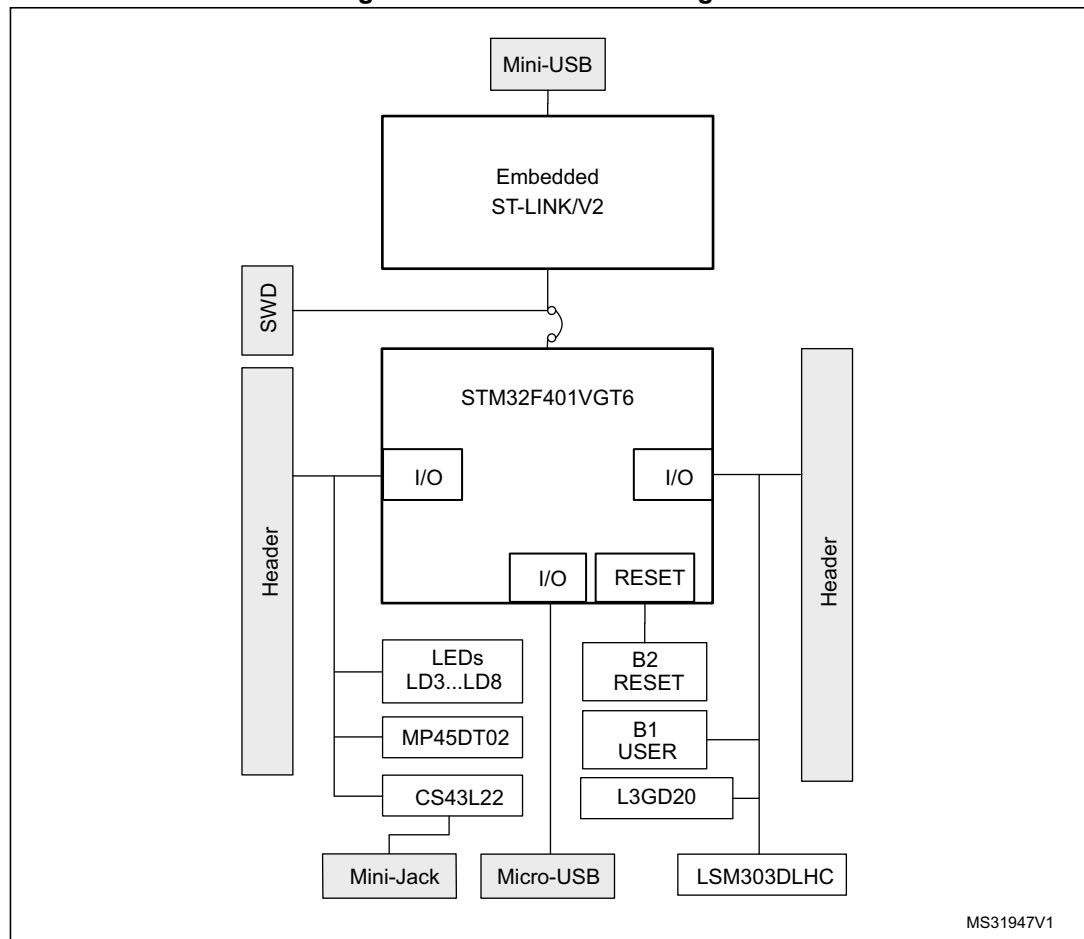 Mini-USB
Embedded
ST-LINK/V2
SWD
STM32F401VGT6
I/O
I/O
Header
Header
I/O
RESET
LEDs
LD3...LD8
B2
RESET
MP45DT02
B1
USER
CS43L22
L3GD20
Mini-Jack
Micro-USB
LSM303DLHC
MS31947V1